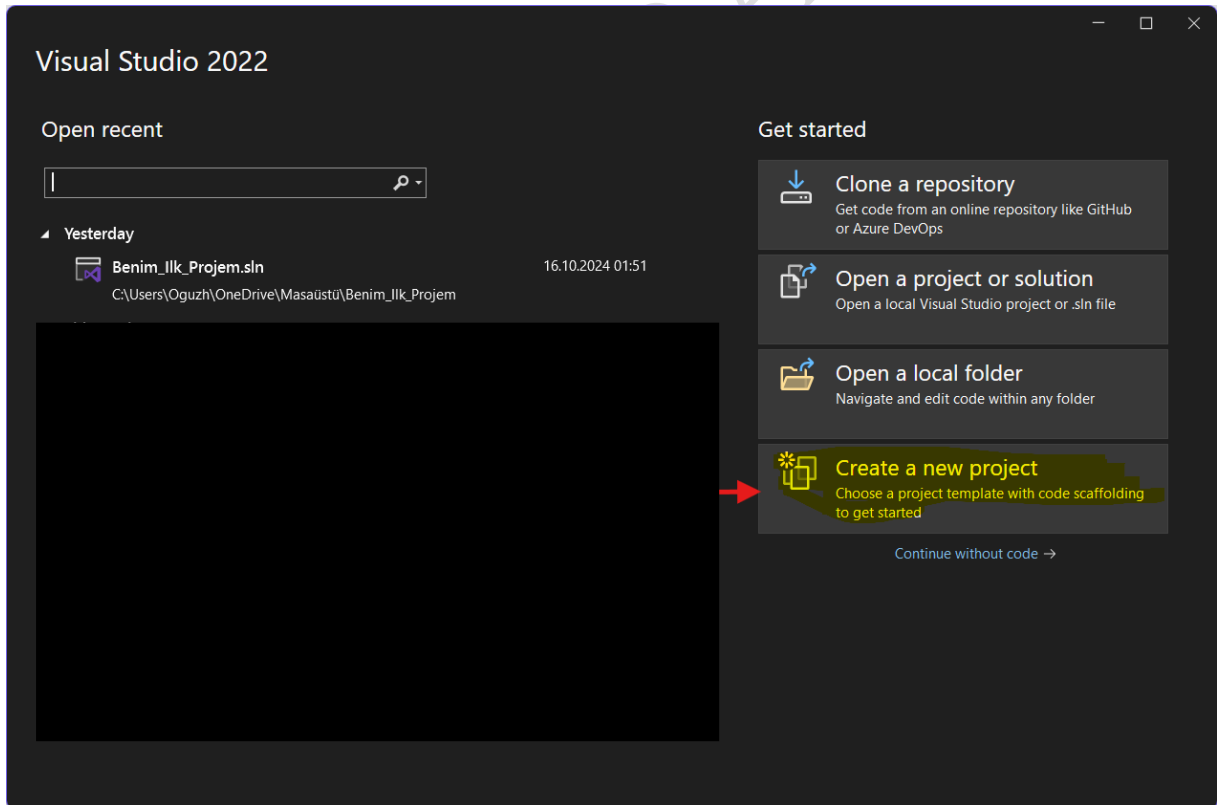 Visual Studio 2022
Open recent
Yesterday
Benim_Ilk_Projem.sln 16.10.2024 01:51
C:\Users\Oguzh\OneDrive\Masaüstü\Benim_Ilk_Projem
Get started
Clone a repository
Get code from an online repository like GitHub
or Azure DevOps
Open a project or solution
Open a local Visual Studio project or .sln file
Open a local folder
Navigate and edit code within any folder
Create a new project
Choose a project template with code scaffolding
to get started
Continue without code →